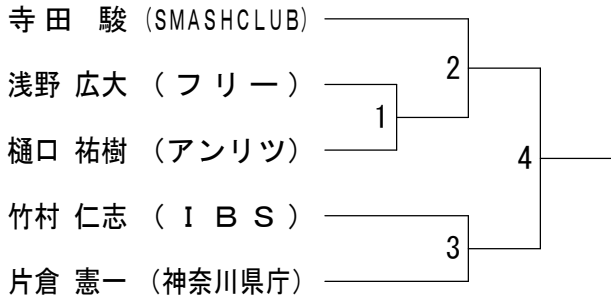 寺田 駿 (SMASHCLUB)
2
浅野 広大 (フリー)
1
4
樋口 祐樹 (アンリツ)
竹村 仁志 (ＩＢＳ)
3
片倉 憲一 (神奈川県庁)